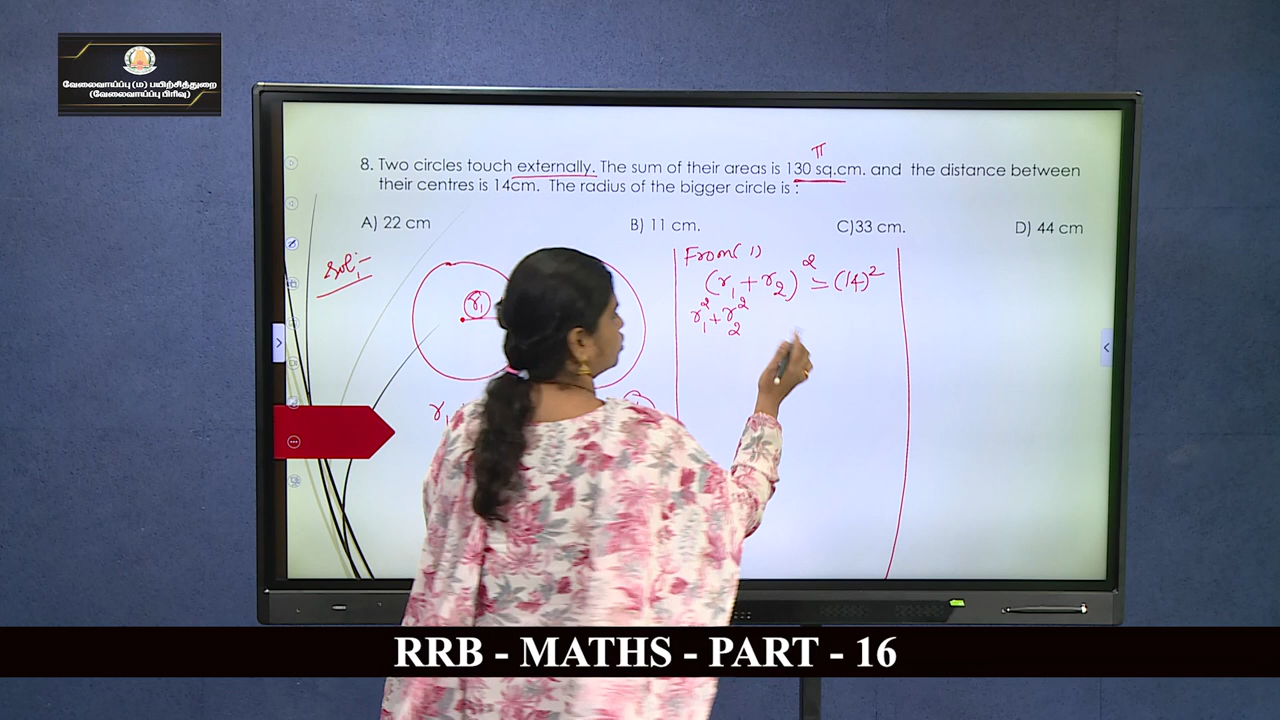 வேலைவாய்ப்பு (ம) பயிற்சித்துறை
(வேலைவாய்ப்பு பிரிவு)
π
8. Two circles touch externally. The sum of their areas is 130 sq.cm. and the distance between
their centres is 14cm. The radius of the bigger circle is :
A) 22 cm B) 11 cm. C)33 cm. D) 44 cm
Sol:-
r₁
r₁
From(1)
(r₁+r₂)² = (14)²
r₁²+r₂²
RRB - MATHS - PART - 16